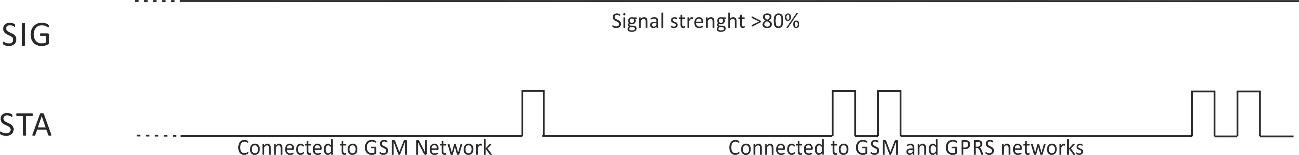 SIG
Signal strenght >80%
STA
Connected to GSM Network
Connected to GSM and GPRS networks